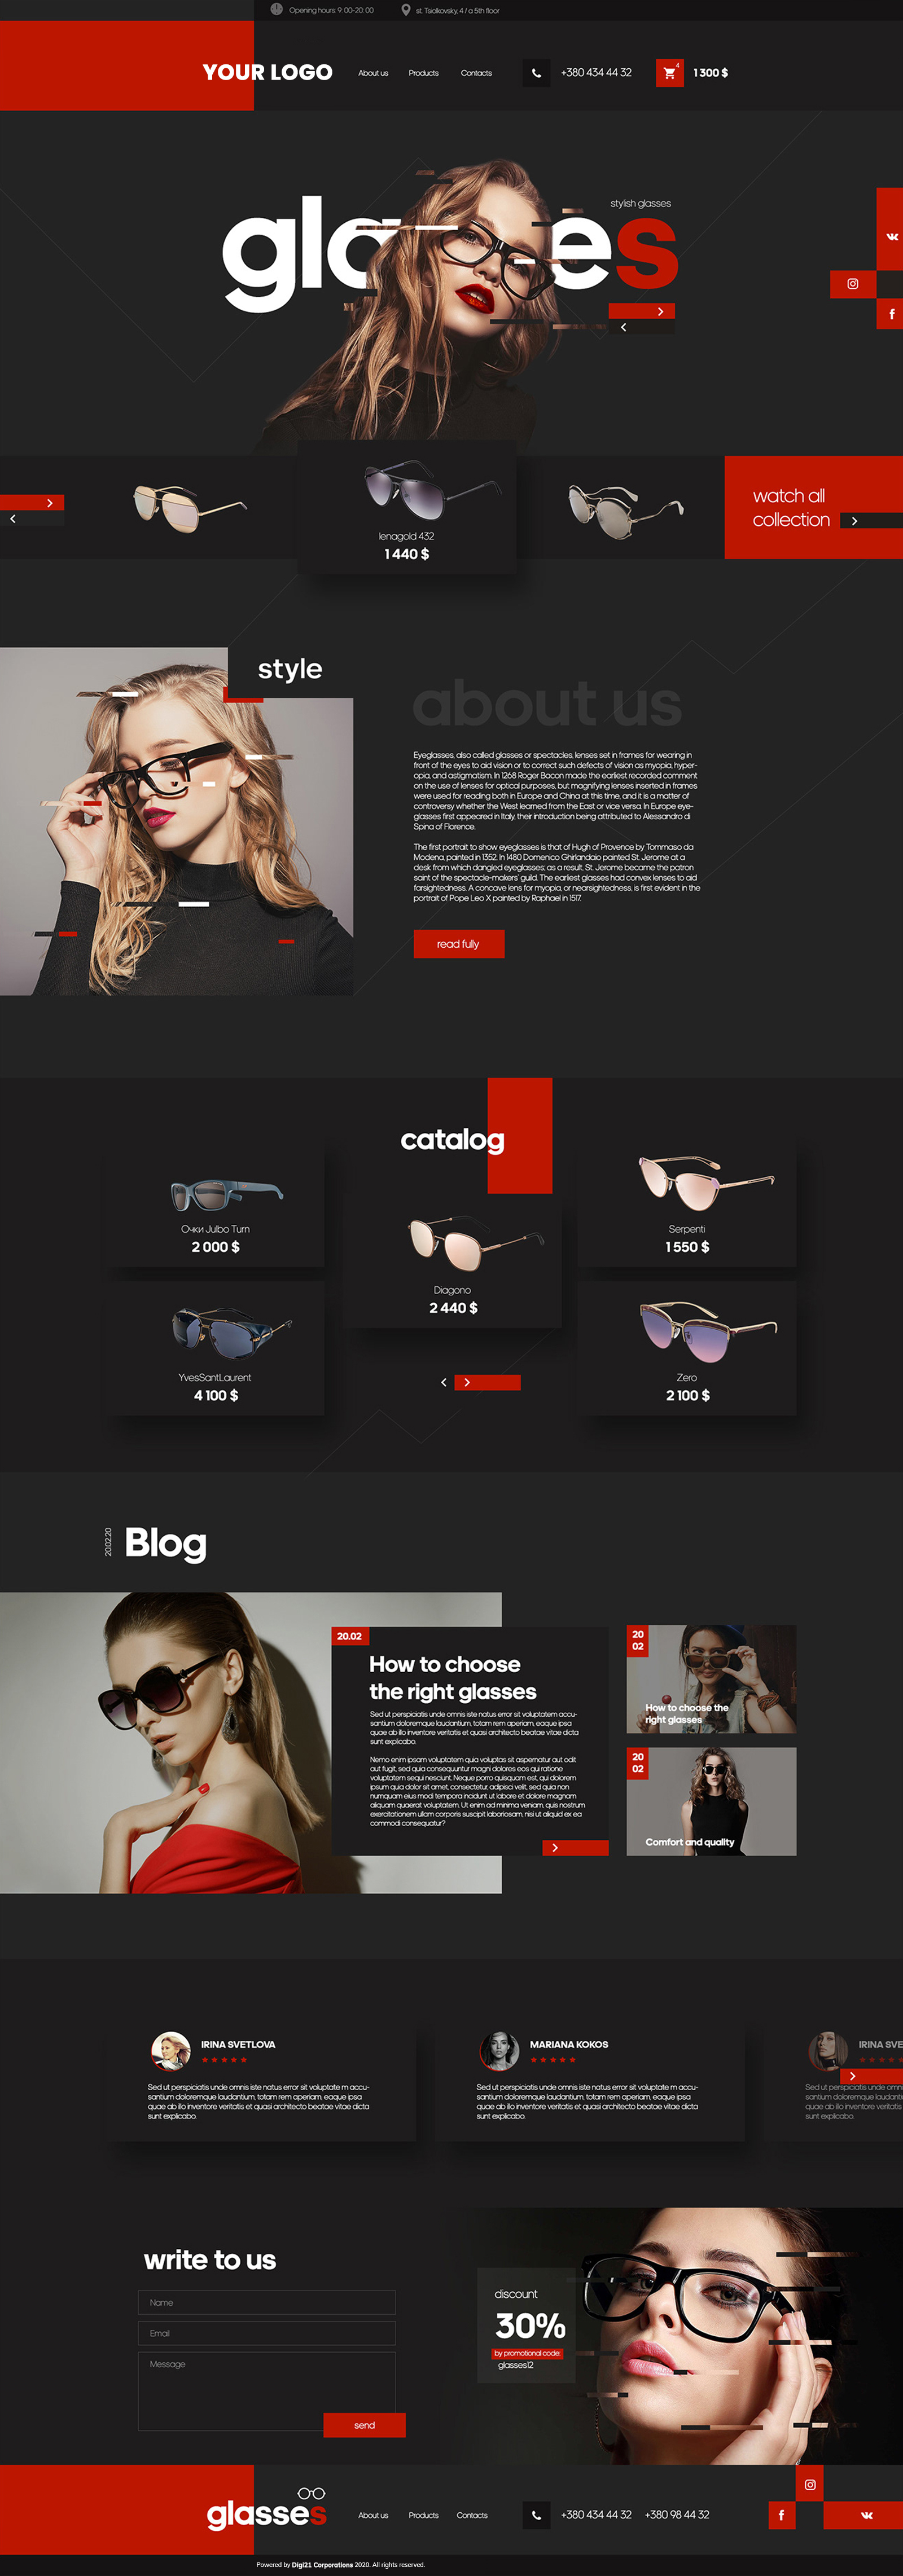 Opening hours: 9:00-20:00
st. Tsiolkovsky, 4 / a 5th floor
YOUR LOGO
About us
Products
Contacts
+380 434 44 32
4
1 300 $
stylish glasses
glasses
lenagold 432
1 440 $
watch all
collection
style
about us
Eyeglasses, also called glasses or spectacles, lenses set in frames for wearing in
front of the eyes to aid vision or to correct such defects of vision as myopia, hyper-
opia, and astigmatism. In 1268 Roger Bacon made the earliest recorded comment
on the use of lenses for optical purposes, but magnifying lenses inserted in frames
were used for reading both in Europe and China at this time, and it is a matter of
controversy whether the West learned from the East or vice versa. In Europe eye-
glasses first appeared in Italy, their introduction being attributed to Alessandro di
Spina of Florence.
The first portrait to show eyeglasses is that of Hugh of Provence by Tommaso da
Modena, painted in 1352. In 1480 Domenico Ghirlandaio painted St. Jerome at a
desk from which dangled eyeglasses; as a result, St. Jerome became the patron
saint of the spectacle-makers' guild. The earliest glasses had convex lenses to aid
farsightedness. A concave lens for myopia, or nearsightedness, is first evident in the
portrait of Pope Leo X painted by Raphael in 1517.
read fully
catalog
Очки Julbo Turn
2 000 $
Diagono
2 440 $
Serpenti
1 550 $
YvesSantLaurent
4 100 $
Zero
2 100 $
20.02.20
Blog
20.02
How to choose
the right glasses
Sed ut perspiciatis unde omnis iste natus error sit voluptatem accu-
santium doloremque laudantium, totam rem aperiam, eaque ipsa
quae ab illo inventore veritatis et quasi architecto beatae vitae dicta
sunt explicabo.
Nemo enim ipsam voluptatem quia voluptas sit aspernatur aut odit
aut fugit, sed quia consequuntur magni dolores eos qui ratione
voluptatem sequi nesciunt. Neque porro quisquam est, qui dolorem
ipsum quia dolor sit amet, consectetur, adipisci velit, sed quia non
numquam eius modi tempora incidunt ut labore et dolore magnam
aliquam quaerat voluptatem. Ut enim ad minima veniam, quis nostrum
exercitationem ullam corporis suscipit laboriosam, nisi ut aliquid ex ea
commodi consequatur?
20
02
How to choose the
right glasses
20
02
Comfort and quality
IRINA SVETLOVA
Sed ut perspiciatis unde omnis iste natus error sit voluptate m accu-
santium doloremque laudantium, totam rem aperiam, eaque ipsa
quae ab illo inventore veritatis et quasi architecto beatae vitae dicta
sunt explicabo.
MARIANA KOKOS
Sed ut perspiciatis unde omnis iste natus error sit voluptate m accu-
santium doloremque laudantium, totam rem aperiam, eaque ipsa
quae ab illo inventore veritatis et quasi architecto beatae vitae dicta
sunt explicabo.
IRINA SVE
Sed ut perspiciatis unde omn
santium doloremque laudanti
quae ab illo inventore veritatis
sunt explicabo.
write to us
Name
Email
Message
send
discount
30%
by promotional code:
glasses12
glasses
About us
Products
Contacts
+380 434 44 32
+380 98 44 32
Powered by Digi21 Corporations 2020. All rights reserved.